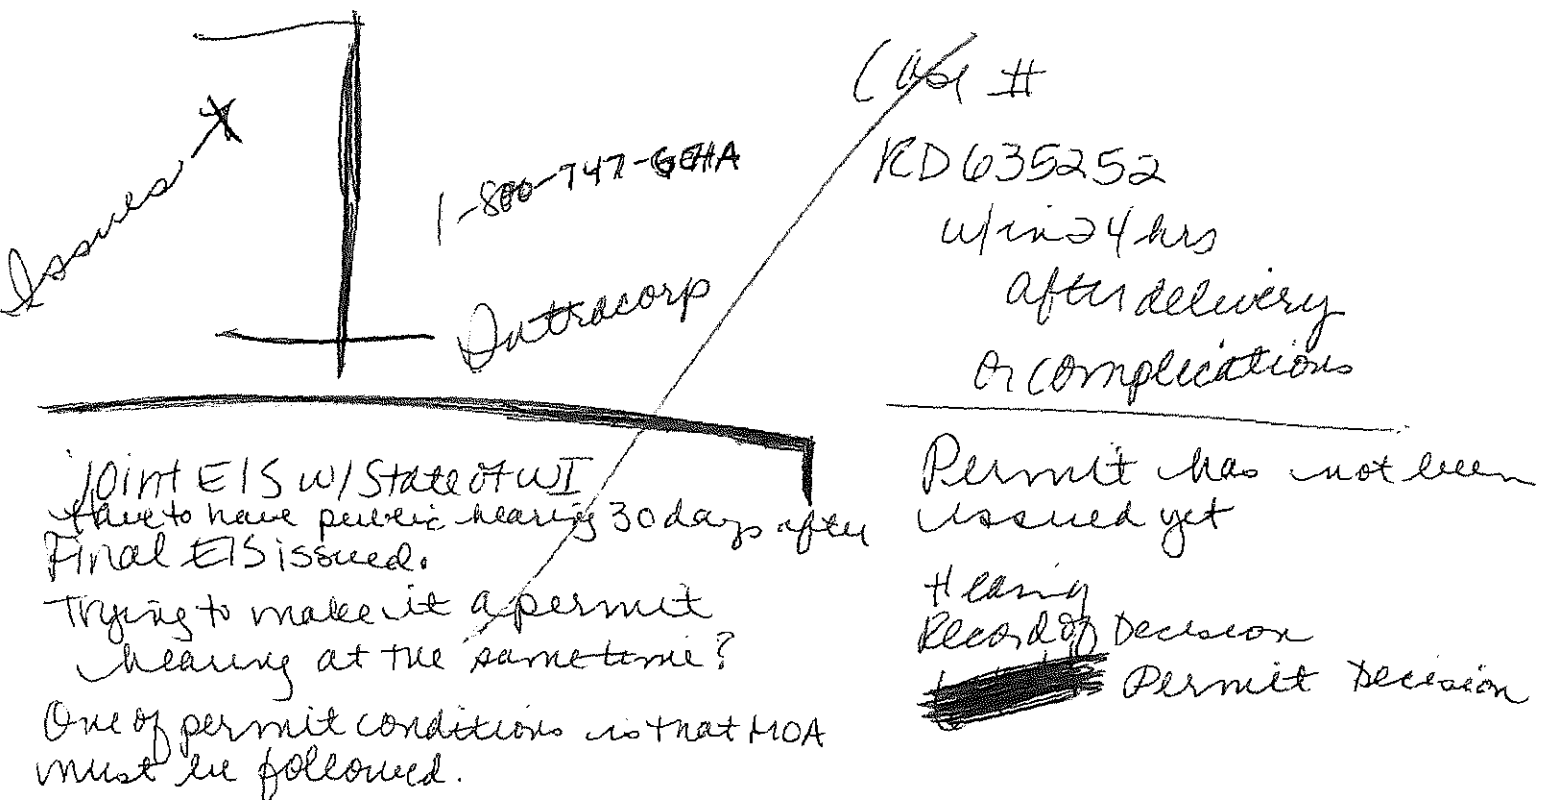 Issues
1-800-747-GEHA
Intracorp
Case #
RD635252
w/in 24 hrs
after delivery
or complications
Joint EIS w/ State of WI
Have to have public hearing 30 days after
Final EIS issued.
Trying to make it a permit
hearing at the same time?
One of permit conditions is that MOA
must be followed.
Permit has not been
issued yet
Hearing
Record of Decision
Permit Decision